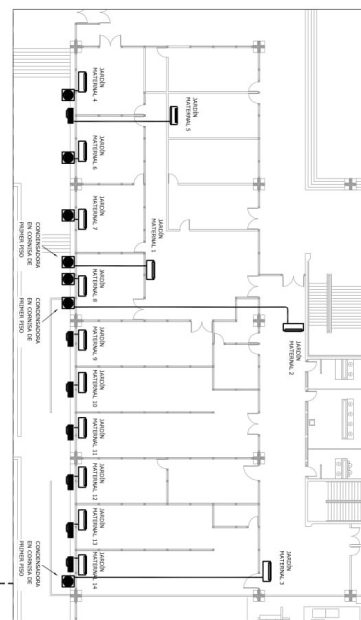 JARDÍN
MATERNAL 4
JARDÍN
MATERNAL 5
JARDÍN
MATERNAL 6
JARDÍN
MATERNAL 7
JARDÍN
MATERNAL 1
CONDENSADORA
EN CORNISA DE
PRIMER PISO
JARDÍN
MATERNAL 8
CONDENSADORA
EN CORNISA DE
PRIMER PISO
JARDÍN
MATERNAL 2
JARDÍN
MATERNAL 9
JARDÍN
MATERNAL 10
JARDÍN
MATERNAL 11
JARDÍN
MATERNAL 12
JARDÍN
MATERNAL 13
JARDÍN
MATERNAL 14
JARDÍN
MATERNAL 3
CONDENSADORA
EN CORNISA DE
PRIMER PISO